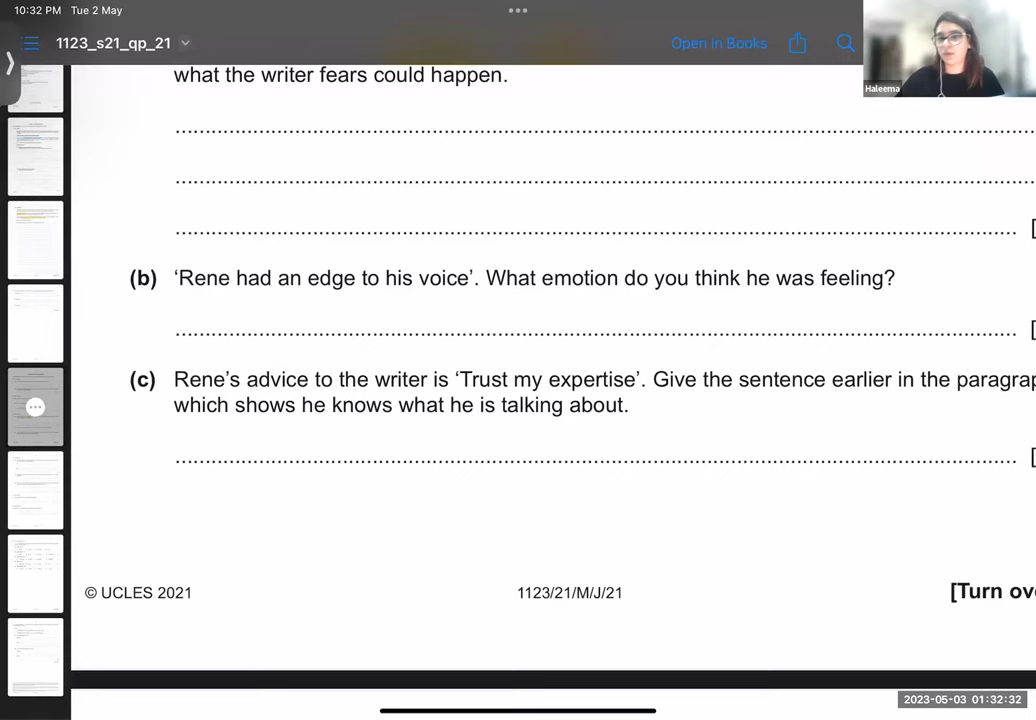 10:32 PM Tue 2 May
1123_s21_qp_21
Open in Books
Haleema
what the writer fears could happen.
(b) ‘Rene had an edge to his voice’. What emotion do you think he was feeling?
(c) Rene’s advice to the writer is ‘Trust my expertise’. Give the sentence earlier in the paragrap
which shows he knows what he is talking about.
© UCLES 2021
1123/21/M/J/21
[Turn ov
2023-05-03 01:32:32